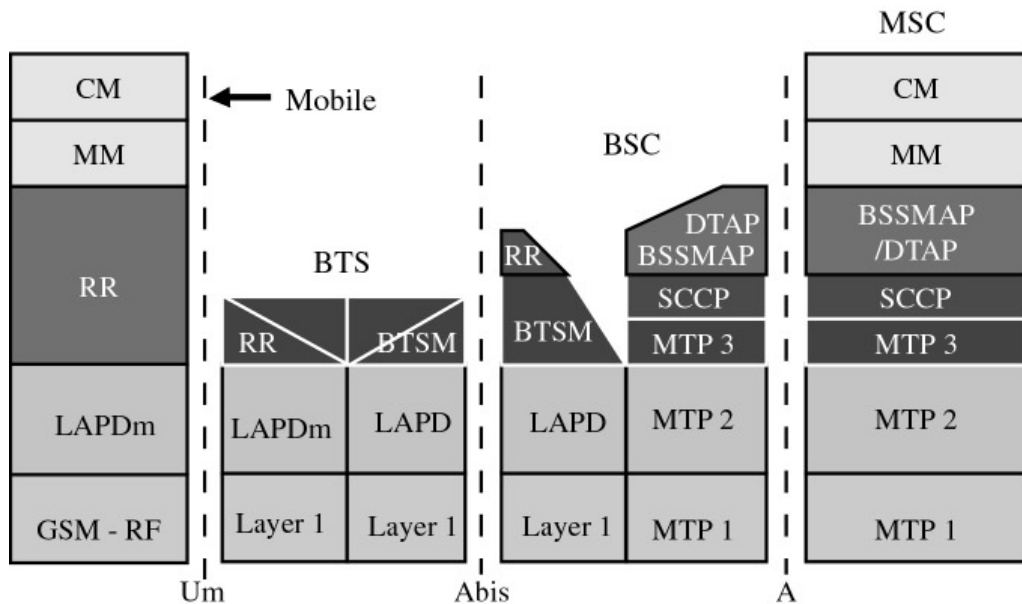 MSC
CM
Mobile
CM
MM
BSC
MM
RR
BTS
RR
DTAP
BSSMAP
BSSMAP
/DTAP
RR
BTSM
BTSM
SCCP
MTP 3
SCCP
MTP 3
LAPDm
LAPDm
LAPD
LAPD
MTP 2
MTP 2
GSM - RF
Layer 1
Layer 1
Layer 1
MTP 1
MTP 1
Um
Abis
A